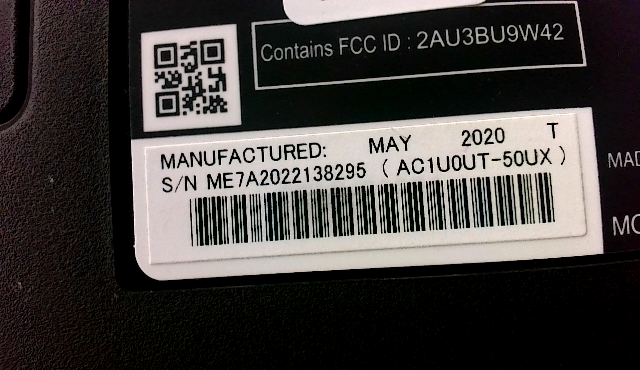 Contains FCC ID : 2AU3BU9W42
MANUFACTURED: MAY 2020 T
S/N ME7A2022138295 ( AC1U0UT-50UX )